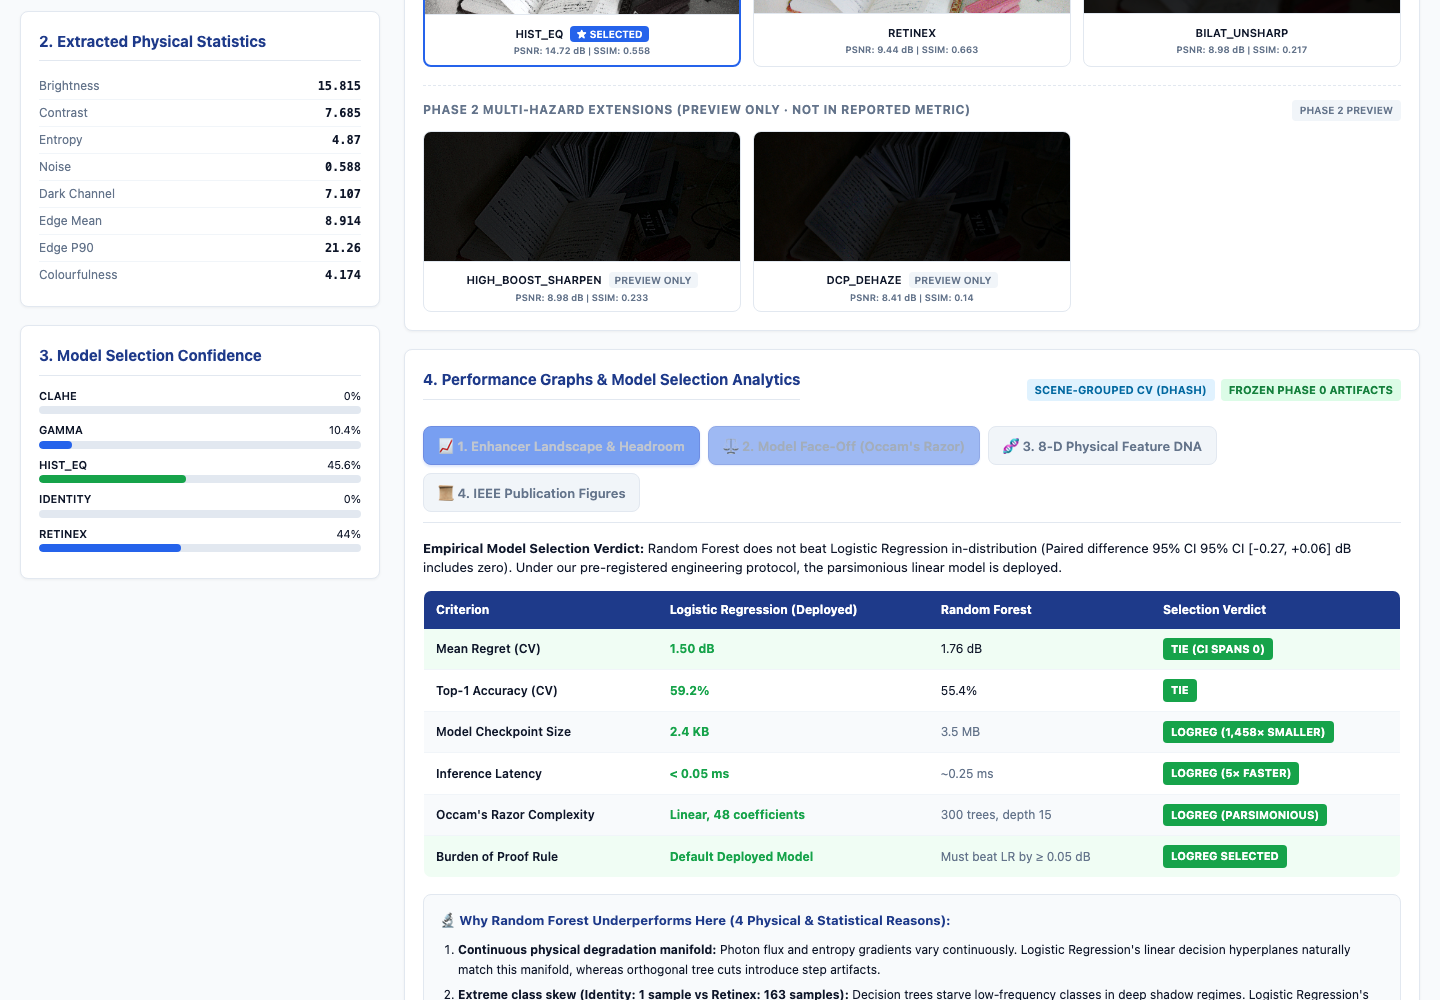 2. Extracted Physical Statistics
Brightness 15.815
Contrast 7.685
Entropy 4.87
Noise 0.588
Dark Channel 7.107
Edge Mean 8.914
Edge P90 21.26
Colourfulness 4.174
3. Model Selection Confidence
CLAHE 0%
GAMMA 10.4%
HIST_EQ 45.6%
IDENTITY 0%
RETINEX 44%
HIST_EQ ★ SELECTED
PSNR: 14.72 dB | SSIM: 0.558
RETINEX
PSNR: 9.44 dB | SSIM: 0.663
BILAT_UNSHARP
PSNR: 8.98 dB | SSIM: 0.217
PHASE 2 MULTI-HAZARD EXTENSIONS (PREVIEW ONLY · NOT IN REPORTED METRIC)
PHASE 2 PREVIEW
HIGH_BOOST_SHARPEN PREVIEW ONLY
PSNR: 8.98 dB | SSIM: 0.233
DCP_DEHAZE PREVIEW ONLY
PSNR: 8.41 dB | SSIM: 0.14
4. Performance Graphs & Model Selection Analytics
SCENE-GROUPED CV (DHASH) FROZEN PHASE 0 ARTIFACTS
📈 1. Enhancer Landscape & Headroom
2. Model Face-Off (Occam's Razor)
🧬 3. 8-D Physical Feature DNA
📜 4. IEEE Publication Figures
Empirical Model Selection Verdict: Random Forest does not beat Logistic Regression in-distribution (Paired difference 95% CI 95% CI [-0.27, +0.06] dB
includes zero). Under our pre-registered engineering protocol, the parsimonious linear model is deployed.
Criterion Logistic Regression (Deployed) Random Forest Selection Verdict
Mean Regret (CV) 1.50 dB 1.76 dB TIE (CI SPANS 0)
Top-1 Accuracy (CV) 59.2% 55.4% TIE
Model Checkpoint Size 2.4 KB 3.5 MB LOGREG (1,458× SMALLER)
Inference Latency < 0.05 ms ~0.25 ms LOGREG (5× FASTER)
Occam's Razor Complexity Linear, 48 coefficients 300 trees, depth 15 LOGREG (PARSIMONIOUS)
Burden of Proof Rule Default Deployed Model Must beat LR by ≥ 0.05 dB LOGREG SELECTED
🔬 Why Random Forest Underperforms Here (4 Physical & Statistical Reasons):
1. Continuous physical degradation manifold: Photon flux and entropy gradients vary continuously. Logistic Regression's linear decision hyperplanes naturally
match this manifold, whereas orthogonal tree cuts introduce step artifacts.
2. Extreme class skew (Identity: 1 sample vs Retinex: 163 samples): Decision trees starve low-frequency classes in deep shadow regimes. Logistic Regression's